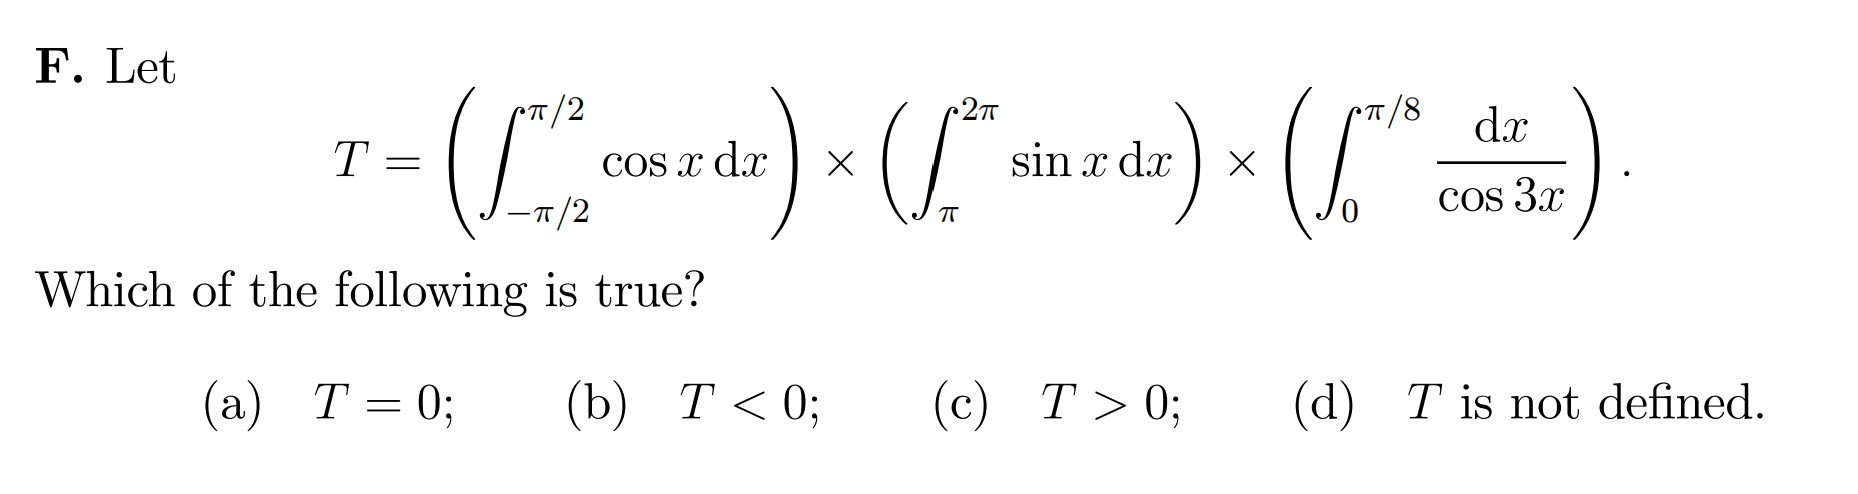 F. Let
T = ( ∫_{−π/2}^{π/2} cos x dx ) × ( ∫_{π}^{2π} sin x dx ) × ( ∫_{0}^{π/8} dx / cos 3x ) .
Which of the following is true?
(a) T = 0; (b) T < 0; (c) T > 0; (d) T is not defined.